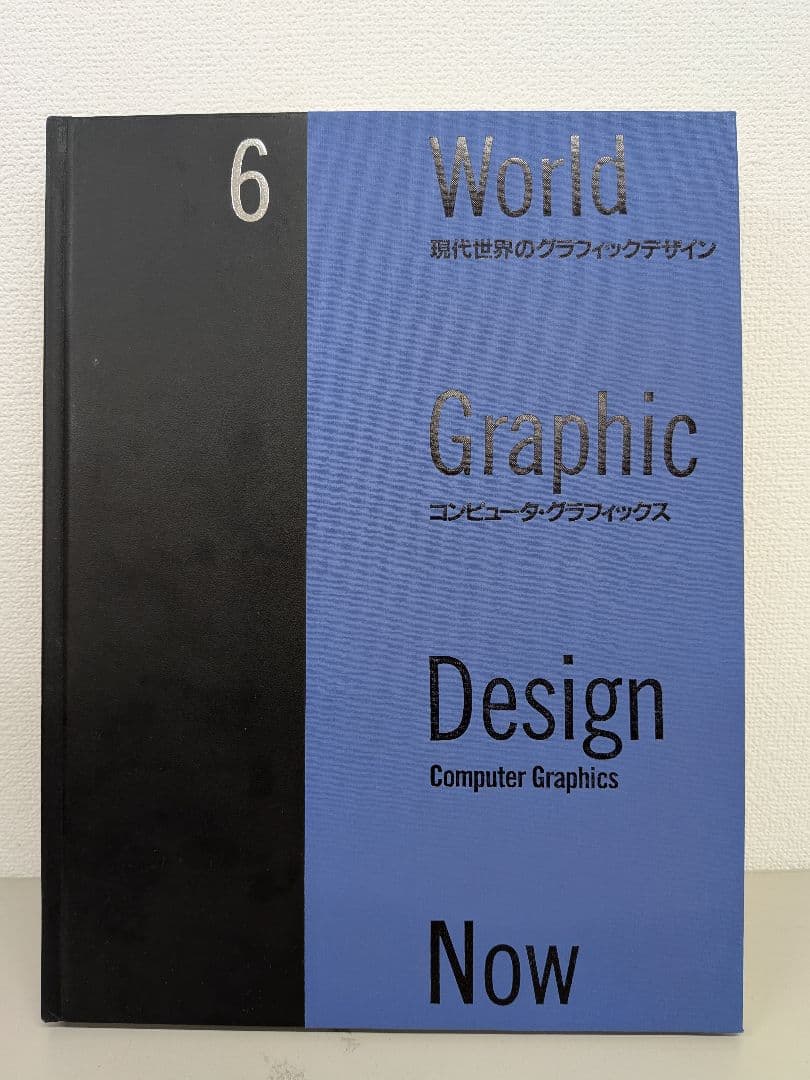 6
World
現代世界のグラフィックデザイン
Graphic
コンピュータ・グラフィックス
Design
Computer Graphics
Now